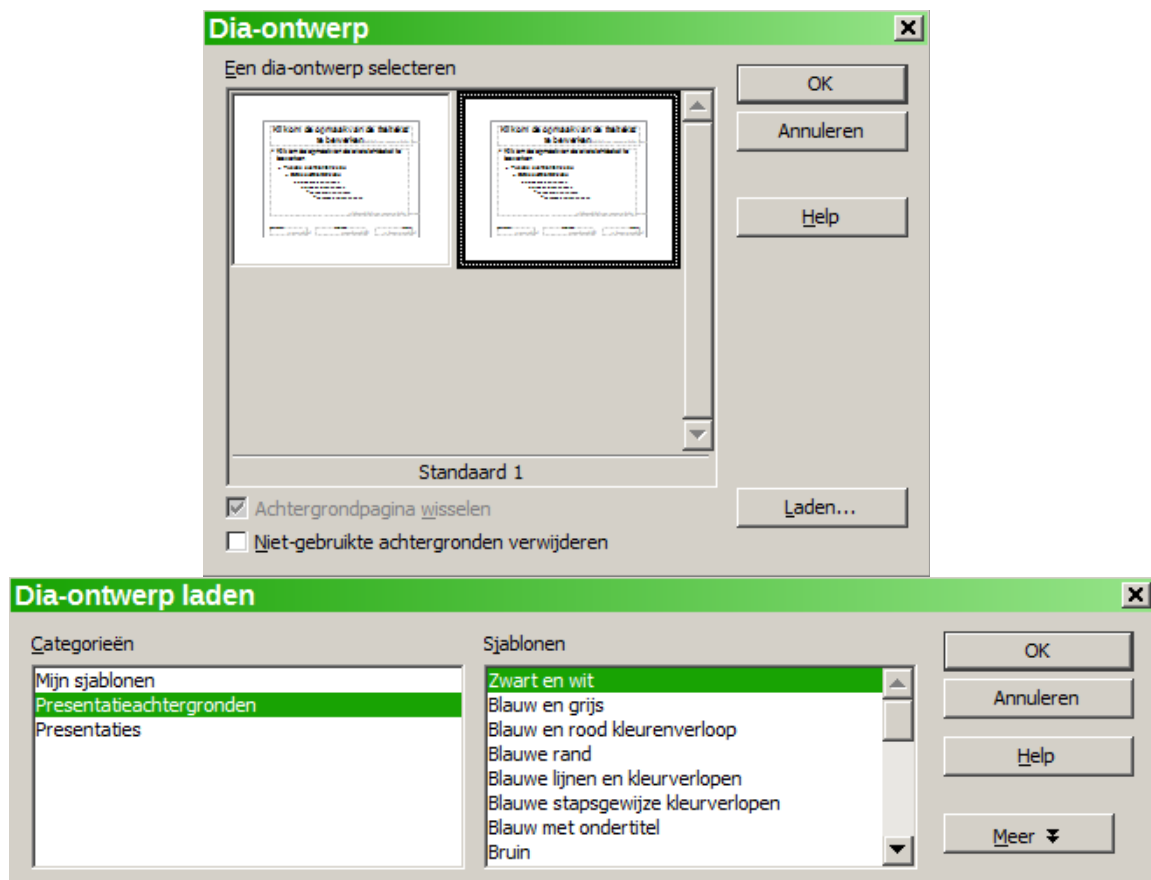 Dia-ontwerp
Een dia-ontwerp selecteren
OK
Annuleren
Help
Standaard 1
Achtergrondpagina wisselen
Laden...
Niet-gebruikte achtergronden verwijderen
Dia-ontwerp laden
Categorieën
Mijn sjablonen
Presentatieachtergronden
Presentaties
Sjablonen
Zwart en wit
Blauw en grijs
Blauw en rood kleurenverloop
Blauwe rand
Blauwe lijnen en kleurverlopen
Blauwe stapsgewijze kleurverlopen
Blauw met ondertitel
Bruin
OK
Annuleren
Help
Meer